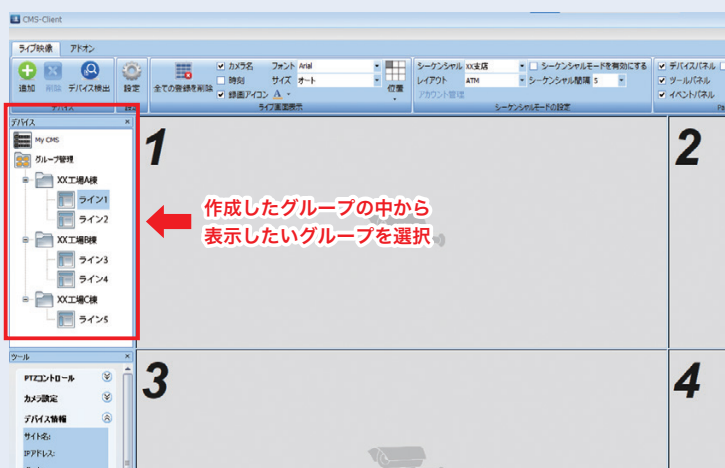 CMS-Client
ライブ映像 アドオン
追加 削除 デバイス検出 設定 全ての登録を削除
カメラ名 フォント Arial
時刻 サイズ オート
録画アイコン A
位置
シーケンシャル XX支店 シーケンシャルモードを有効にする
レイアウト ATM シーケンシャル間隔 5
アカウント管理
デバイスパネル
ツールパネル
イベントパネル
デバイス 設定 ライブ画面表示 シーケンシャルモードの設定 Pa
デバイス ×
My CMS
グループ管理
XX工場A棟
ライン1
ライン2
XX工場B棟
ライン3
ライン4
XX工場C棟
ライン5
1
2
作成したグループの中から
表示したいグループを選択
ツール ×
PTZコントロール
カメラ設定
デバイス情報
サイト名:
IPアドレス:
3
4